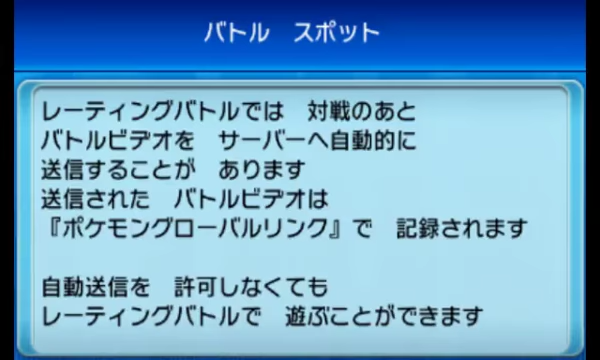 バトル　スポット
レーティングバトルでは　対戦のあと
バトルビデオを　サーバーへ自動的に
送信することが　あります
送信された　バトルビデオは
『ポケモングローバルリンク』で　記録されます
自動送信を　許可しなくても
レーティングバトルで　遊ぶことができます